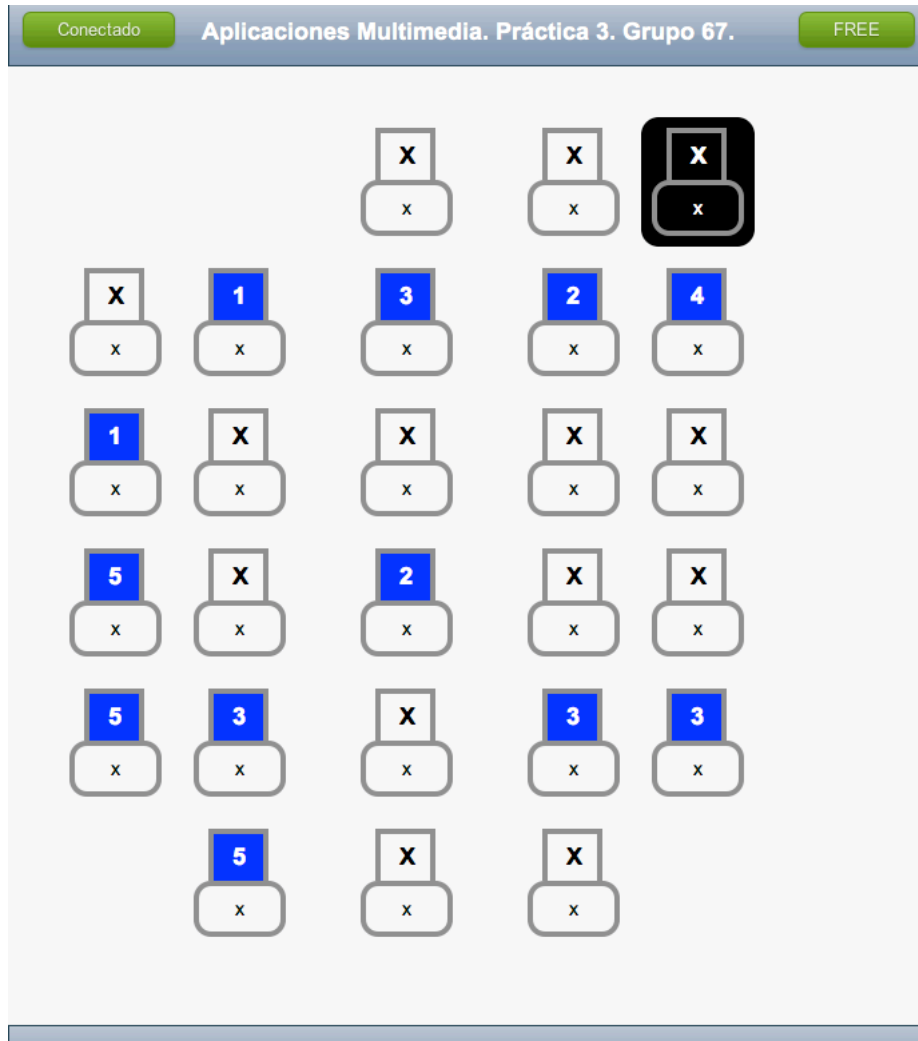 Conectado Aplicaciones Multimedia. Práctica 3. Grupo 67. FREE
X X X
x x x
X 1 3 2 4
x x x x x
1 X X X X
x x x x x
5 X 2 X X
x x x x x
5 3 X 3 3
x x x x x
5 X X
x x x